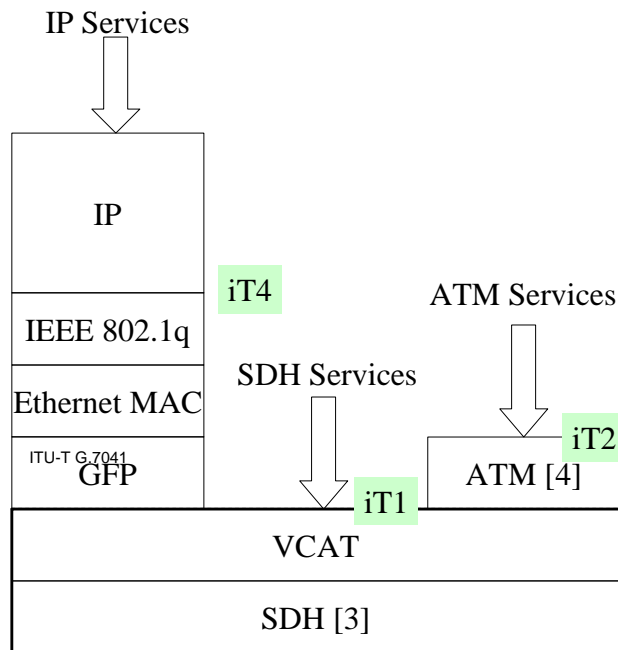 IP Services
IP
iT4
IEEE 802.1q
ATM Services
SDH Services
Ethernet MAC
iT2
ITU-T G.7041
GFP
ATM [4]
iT1
VCAT
SDH [3]